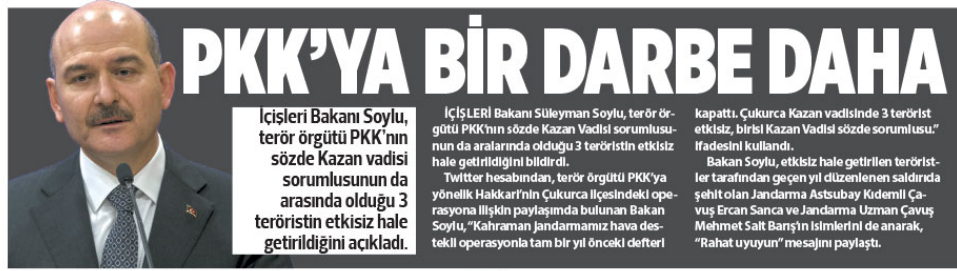 PKK'YA BİR DARBE DAHA
İçişleri Bakanı Soylu,
terör örgütü PKK'nın
sözde Kazan vadisi
sorumlusunun da
arasında olduğu 3
teröristin etkisiz hale
getirildiğini açıkladı.
İÇİŞLERİ Bakanı Süleyman Soylu, terör ör-
gütü PKK'nın sözde Kazan Vadisi sorumlusu-
nun da aralarında olduğu 3 teröristin etkisiz
hale getirildiğini bildirdi.
Twitter hesabından, terör örgütü PKK'ya
yönelik Hakkari'nin Çukurca ilçesindeki ope-
rasyona ilişkin paylaşımda bulunan Bakan
Soylu, "Kahraman Jandarmamız hava des-
tekli operasyonla tam bir yıl önceki defteri
kapattı. Çukurca Kazan vadisinde 3 terörist
etkisiz, birisi Kazan Vadisi sözde sorumlusu."
ifadesini kullandı.
Bakan Soylu, etkisiz hale getirilen terörist-
ler tarafından geçen yıl düzenlenen saldırıda
şehit olan Jandarma Astsubay Kıdemli Ça-
vuş Ercan Sanca ve Jandarma Uzman Çavuş
Mehmet Sait Barış'ın isimlerini de anarak,
"Rahat uyuyun" mesajını paylaştı.